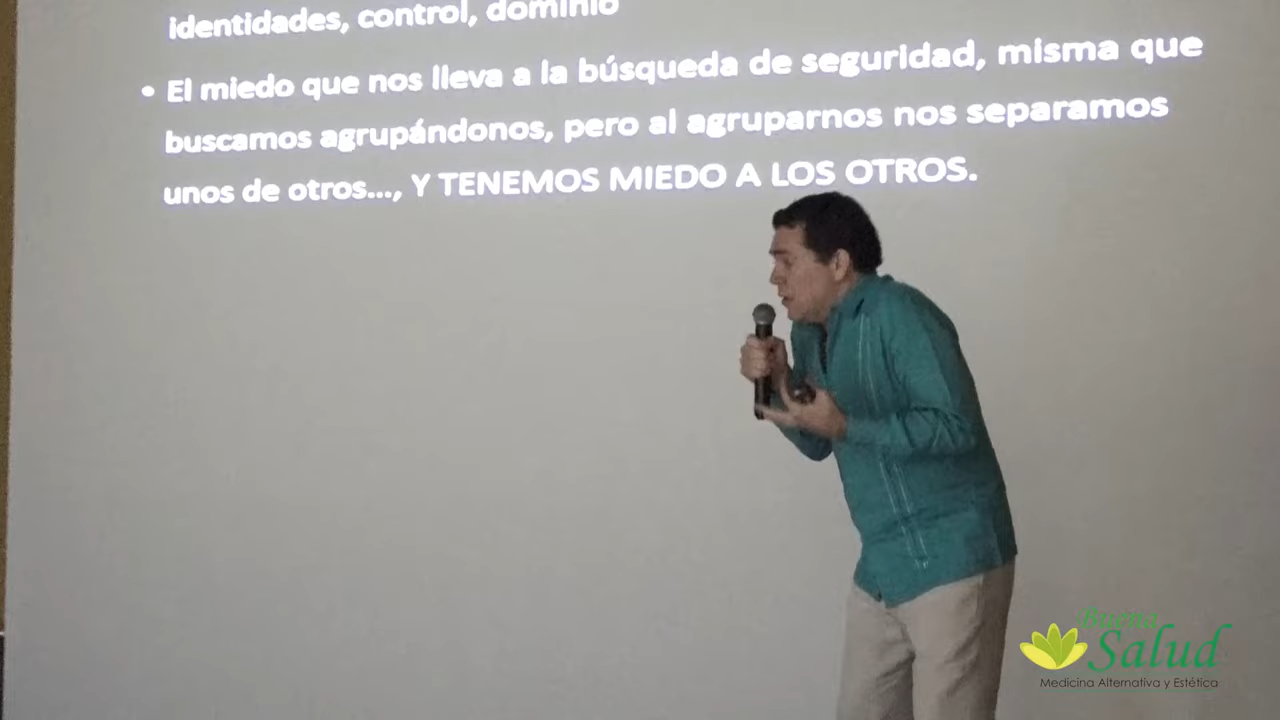 identidades, control, dominio
• El miedo que nos lleva a la búsqueda de seguridad, misma que
buscamos agrupándonos, pero al agruparnos nos separamos
unos de otros..., Y TENEMOS MIEDO A LOS OTROS.
Buena
Salud
Medicina Alternativa y Estética